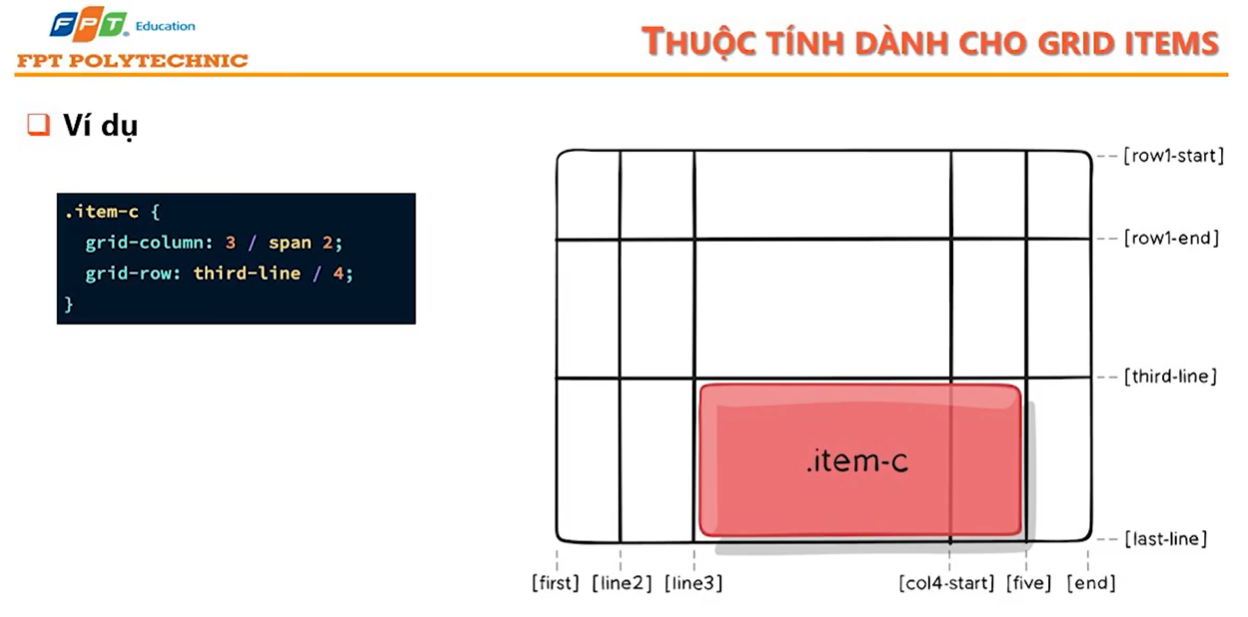 FPT Education
FPT POLYTECHNIC
THUỘC TÍNH DÀNH CHO GRID ITEMS
Ví dụ
.item-c {
grid-column: 3 / span 2;
grid-row: third-line / 4;
}
[row1-start]
[row1-end]
[third-line]
.item-c
[last-line]
[first] [line2] [line3] [col4-start] [five] [end]